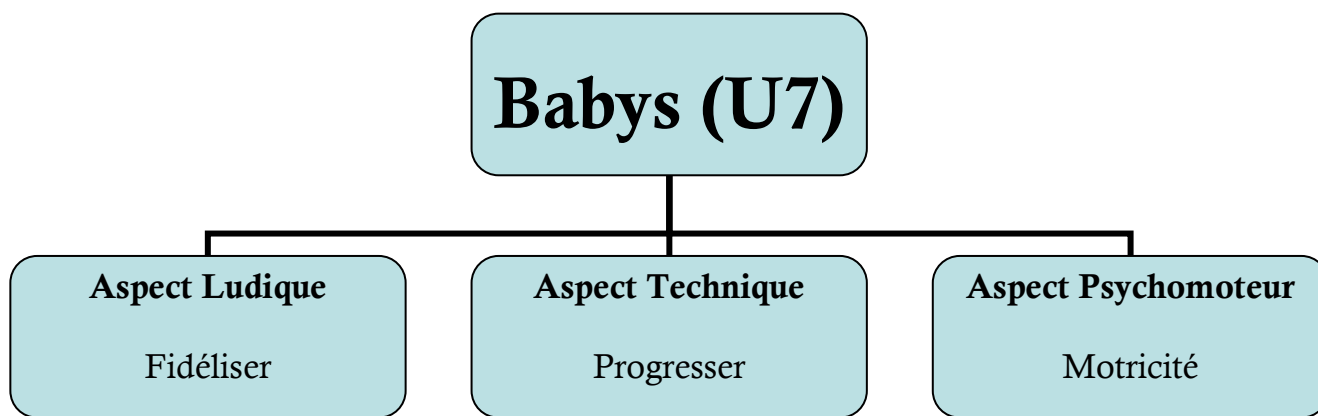 Babys (U7)
Aspect Ludique
Fidéliser
Aspect Technique
Progresser
Aspect Psychomoteur
Motricité